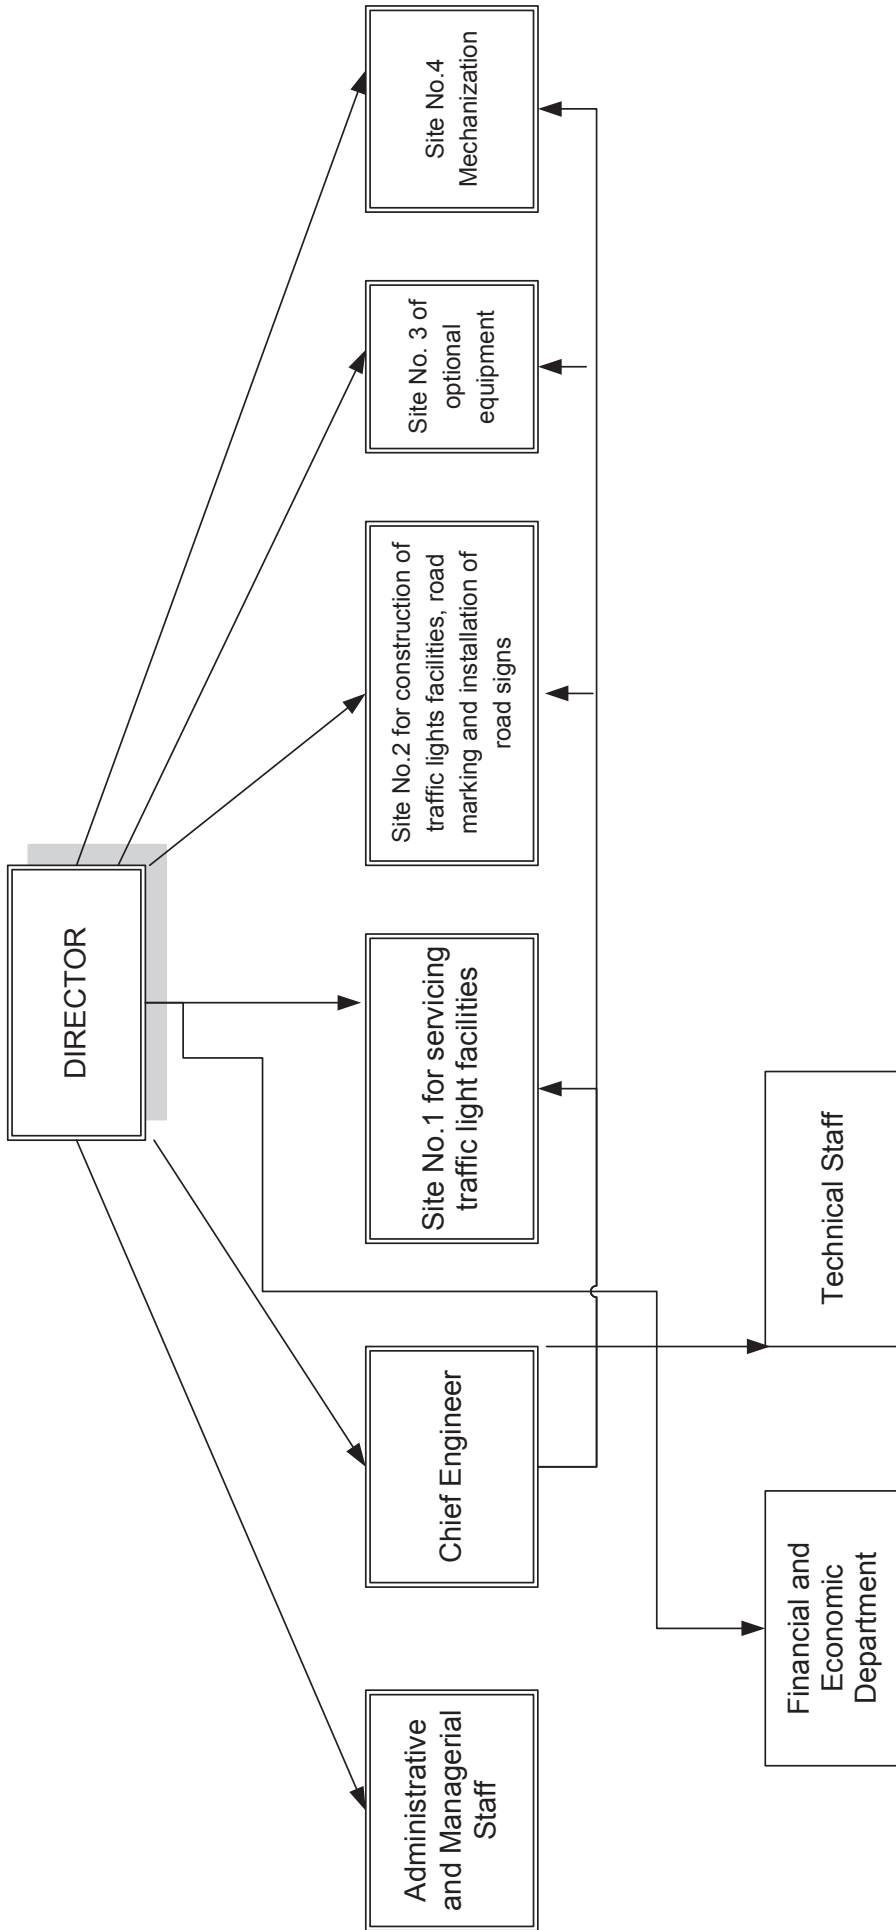 DIRECTOR
Administrative
and Managerial
Staff
Chief Engineer
Site No.1 for servicing
traffic light facilities
Site No.2 for construction of
traffic lights facilities, road
marking and installation of
road signs
Site No. 3 of
optional
equipment
Site No.4
Mechanization
Financial and
Economic
Department
Technical Staff